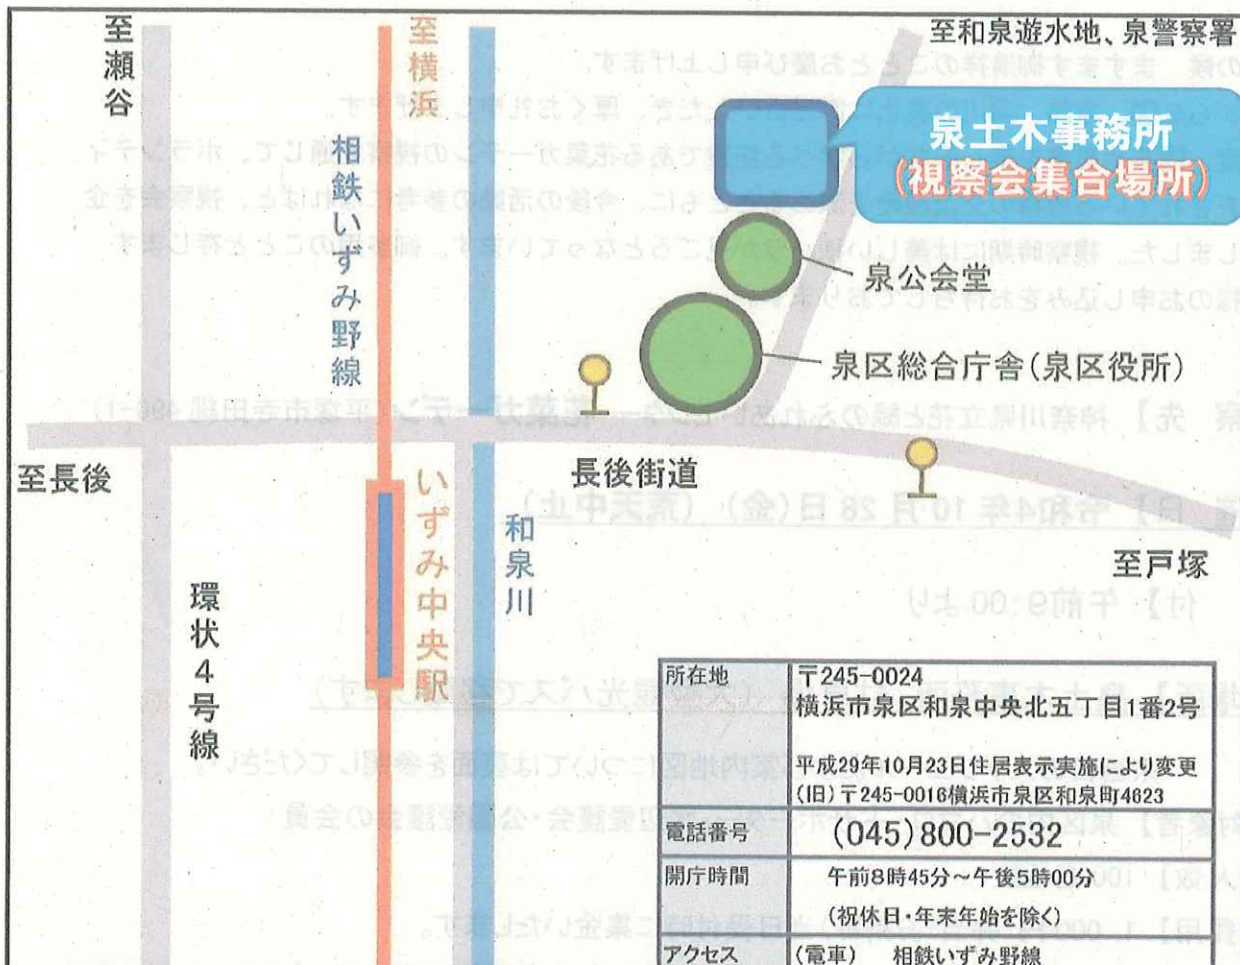 至瀬谷
至横浜
相鉄いずみ野線
至和泉遊水地、泉警察署
泉土木事務所
(視察会集合場所)
泉公会堂
泉区総合庁舎(泉区役所)
至長後
長後街道
いずみ中央駅
和泉川
至戸塚
環状4号線
所在地
〒245-0024
横浜市泉区和泉中央北五丁目1番2号
平成29年10月23日住居表示実施により変更
(旧)〒245-0016横浜市泉区和泉町4623
電話番号
(045)800-2532
開庁時間
午前8時45分～午後5時00分
(祝休日・年末年始を除く)
アクセス
(電車) 相鉄いずみ野線